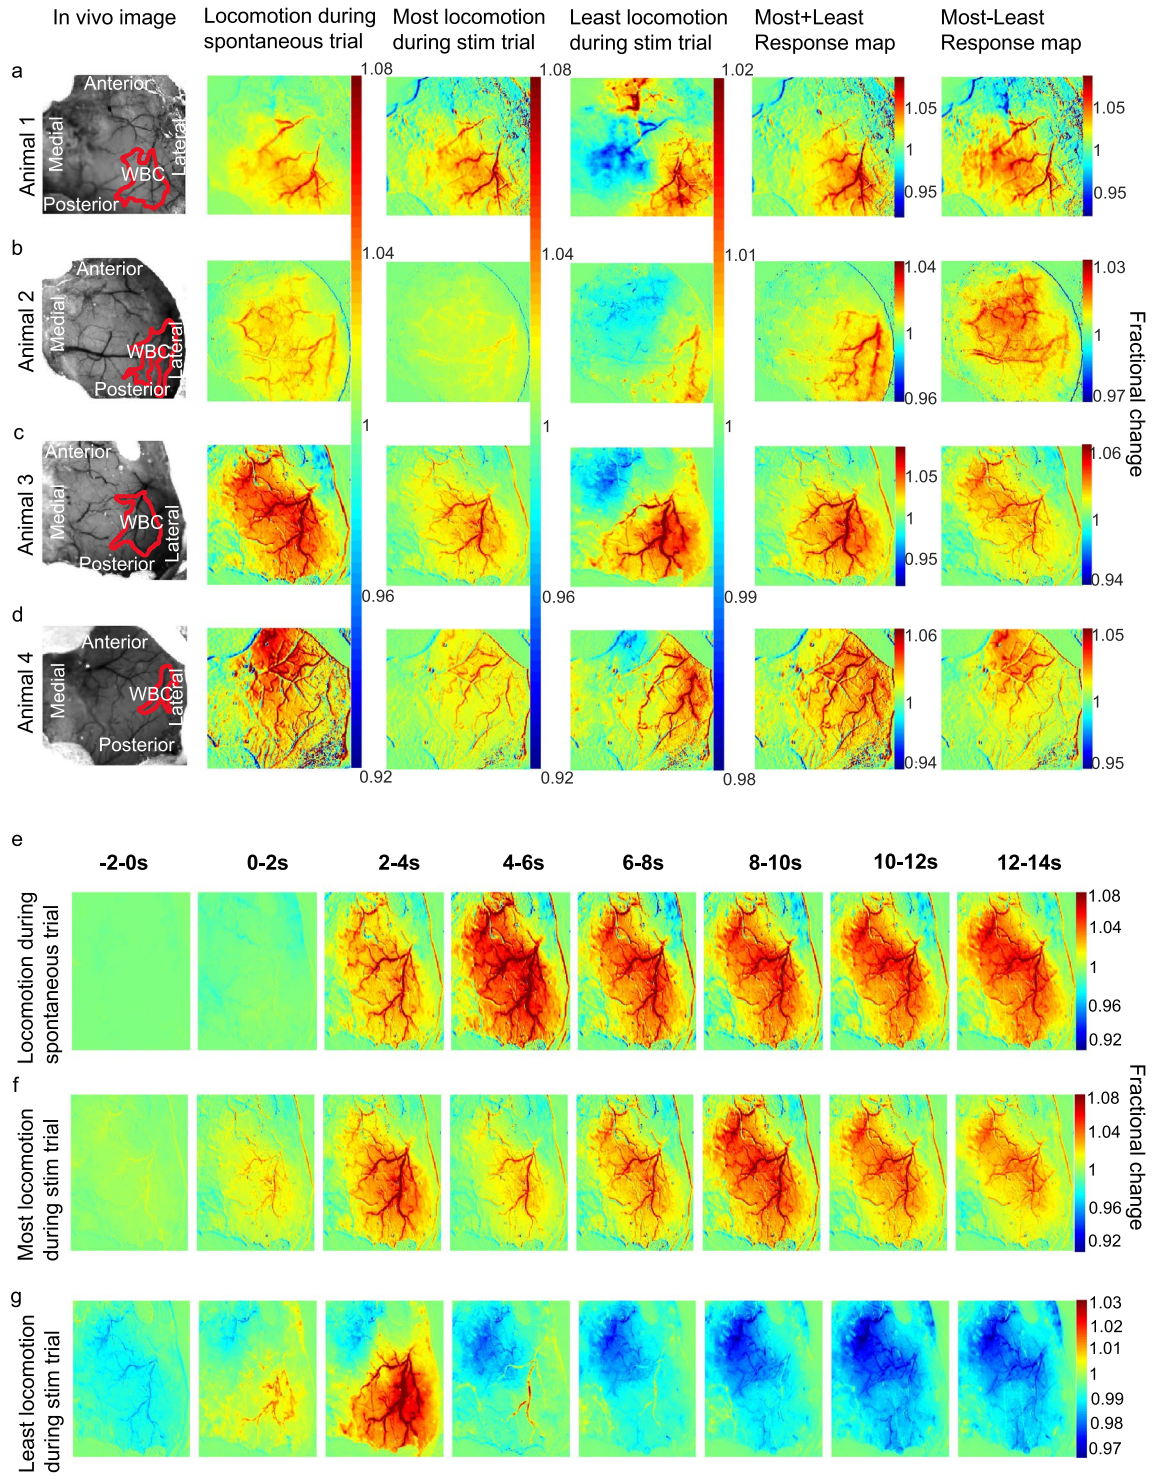 In vivo image
Locomotion during
spontaneous trial
Most locomotion
during stim trial
Least locomotion
during stim trial
Most+Least
Response map
Most-Least
Response map
a
Animal 1
Anterior
Medial
Lateral
WBC
Posterior
1.08
1.08
1.02
1.05
1
0.95
1.05
1
0.95
b
Animal 2
Anterior
Medial
Lateral
WBC
Posterior
1.04
1.04
1.01
1.04
1
0.96
1.03
1
0.97
Fractional change
c
Animal 3
Anterior
Medial
Lateral
WBC
Posterior
1
1
1
1.05
1
0.95
1.06
1
0.94
d
Animal 4
Anterior
Medial
Lateral
WBC
Posterior
0.96
0.96
0.99
0.92
0.92
0.98
1.06
1
0.94
1.05
1
0.95
e
-2-0s
0-2s
2-4s
4-6s
6-8s
8-10s
10-12s
12-14s
Locomotion during
spontaneous trial
1.08
1.04
1
0.96
0.92
f
Most locomotion
during stim trial
1.08
1.04
1
0.96
0.92
Fractional change
g
Least locomotion
during stim trial
1.03
1.02
1.01
1
0.99
0.98
0.97